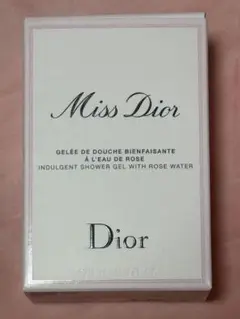 Miss Dior
GELÉE DE DOUCHE BIENFAISANTE
À L'EAU DE ROSE
INDULGENT SHOWER GEL WITH ROSE WATER
Dior